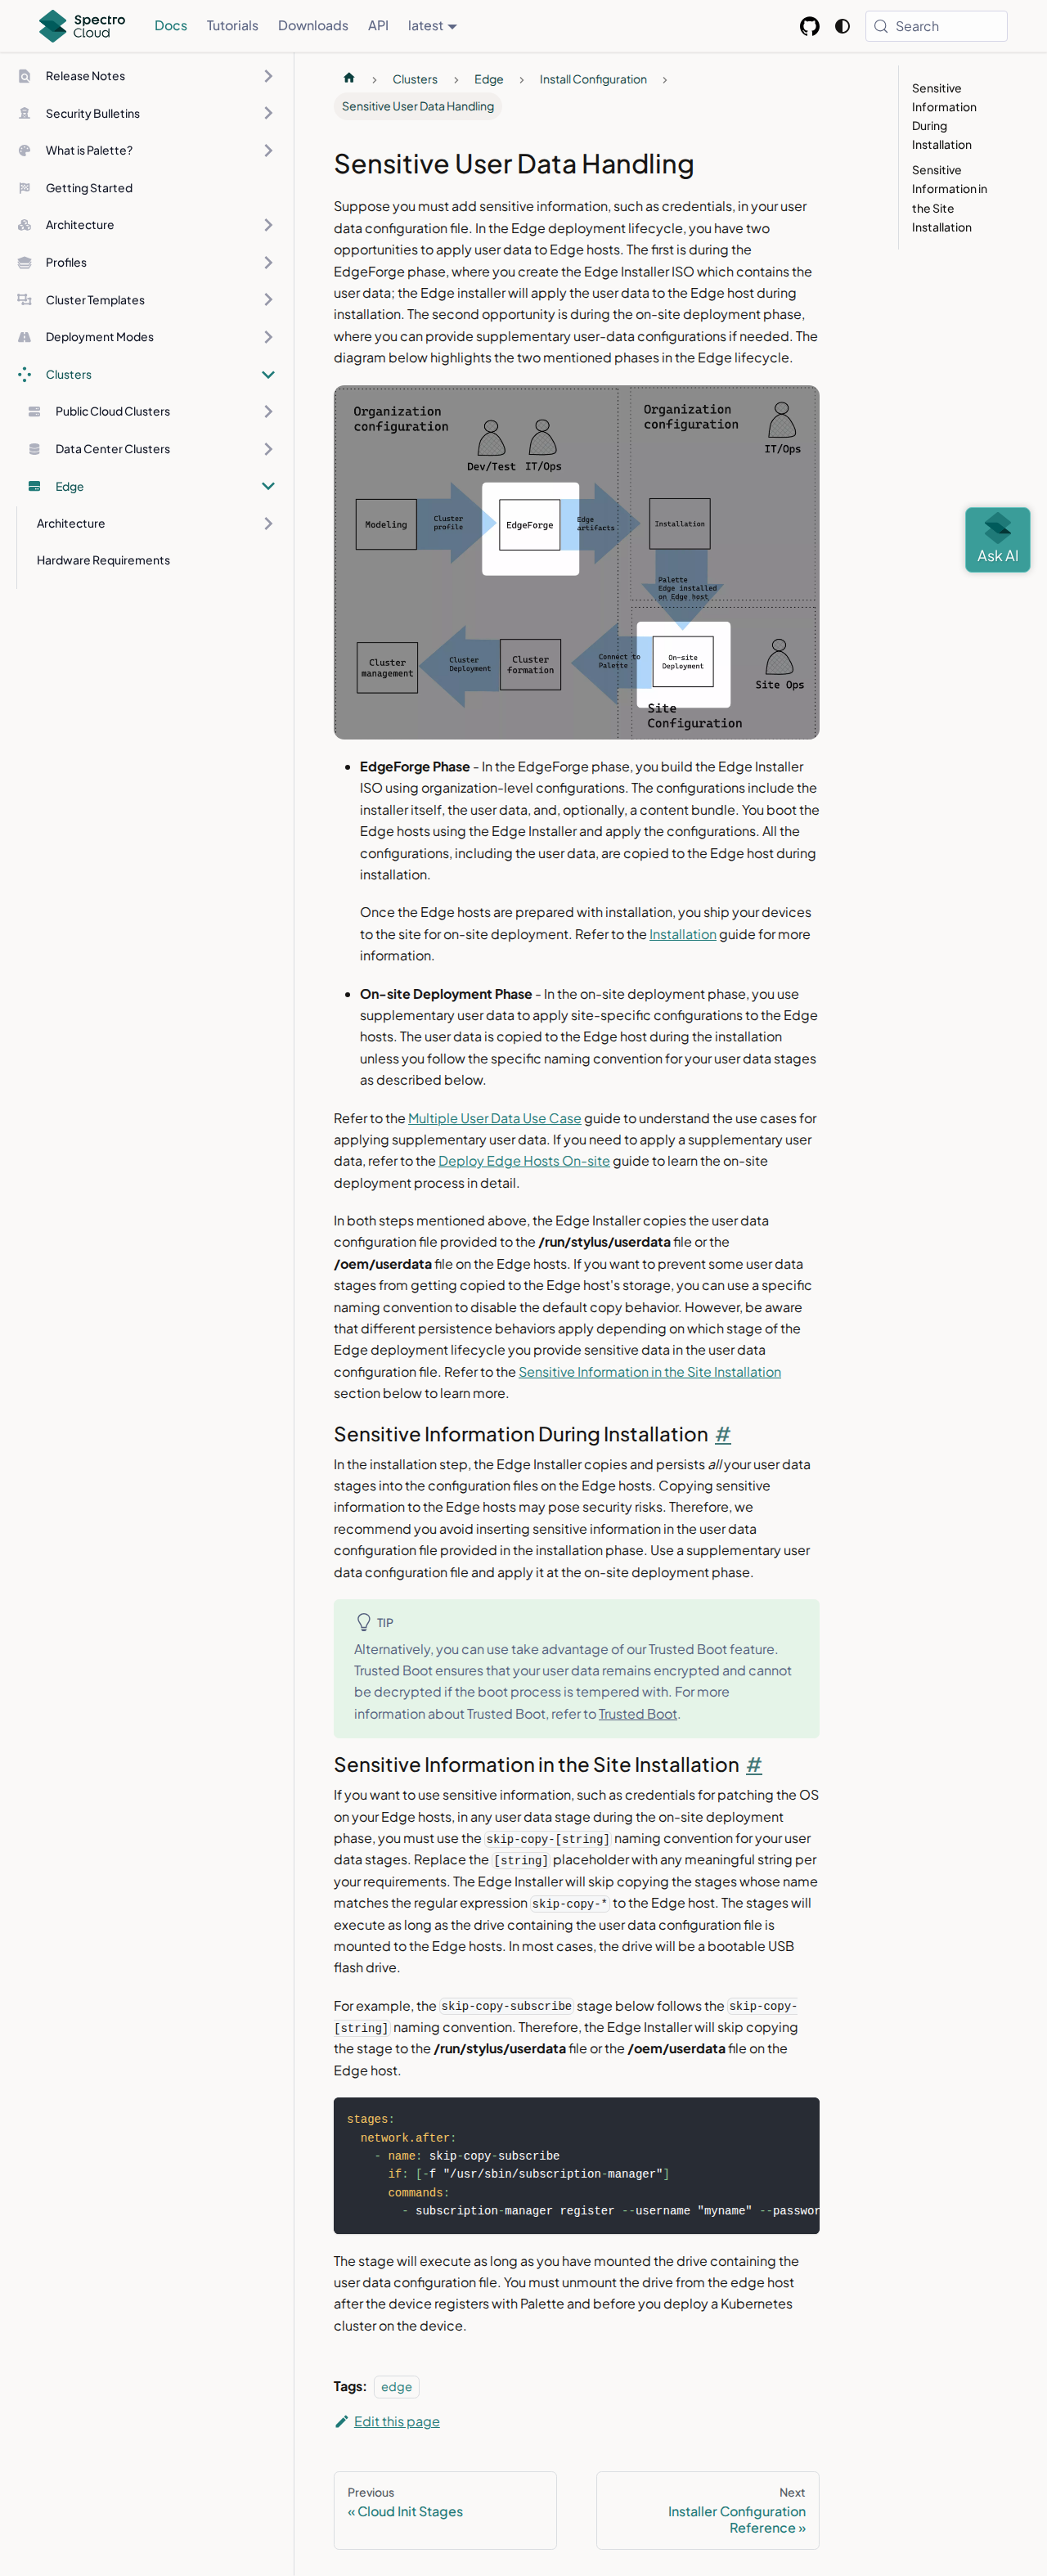 Spectro Cloud
Docs
Tutorials
Downloads
API
latest
Search
Release Notes
Security Bulletins
What is Palette?
Getting Started
Architecture
Profiles
Cluster Templates
Deployment Modes
Clusters
Public Cloud Clusters
Data Center Clusters
Edge
Architecture
Hardware Requirements
Clusters
Edge
Install Configuration
Sensitive User Data Handling
Sensitive User Data Handling
Suppose you must add sensitive information, such as credentials, in your user
data configuration file. In the Edge deployment lifecycle, you have two
opportunities to apply user data to Edge hosts. The first is during the
EdgeForge phase, where you create the Edge Installer ISO which contains the
user data; the Edge installer will apply the user data to the Edge host during
installation. The second opportunity is during the on-site deployment phase,
where you can provide supplementary user-data configurations if needed. The
diagram below highlights the two mentioned phases in the Edge lifecycle.
Organization
configuration
Dev/Test
IT/Ops
Organization
configuration
IT/Ops
Modeling
Cluster
profile
EdgeForge
Edge
artifacts
Installation
Palette
Edge installed
on Edge host
Cluster
management
Cluster
Deployment
Cluster
formation
Connect to
Palette
On-site
Deployment
Site Ops
Site
Configuration
• EdgeForge Phase - In the EdgeForge phase, you build the Edge Installer
ISO using organization-level configurations. The configurations include the
installer itself, the user data, and, optionally, a content bundle. You boot the
Edge hosts using the Edge Installer and apply the configurations. All the
configurations, including the user data, are copied to the Edge host during
installation.
Once the Edge hosts are prepared with installation, you ship your devices
to the site for on-site deployment. Refer to the Installation guide for more
information.
• On-site Deployment Phase - In the on-site deployment phase, you use
supplementary user data to apply site-specific configurations to the Edge
hosts. The user data is copied to the Edge host during the installation
unless you follow the specific naming convention for your user data stages
as described below.
Refer to the Multiple User Data Use Case guide to understand the use cases for
applying supplementary user data. If you need to apply a supplementary user
data, refer to the Deploy Edge Hosts On-site guide to learn the on-site
deployment process in detail.
In both steps mentioned above, the Edge Installer copies the user data
configuration file provided to the /run/stylus/userdata file or the
/oem/userdata file on the Edge hosts. If you want to prevent some user data
stages from getting copied to the Edge host's storage, you can use a specific
naming convention to disable the default copy behavior. However, be aware
that different persistence behaviors apply depending on which stage of the
Edge deployment lifecycle you provide sensitive data in the user data
configuration file. Refer to the Sensitive Information in the Site Installation
section below to learn more.
Sensitive Information During Installation #
In the installation step, the Edge Installer copies and persists all your user data
stages into the configuration files on the Edge hosts. Copying sensitive
information to the Edge hosts may pose security risks. Therefore, we
recommend you avoid inserting sensitive information in the user data
configuration file provided in the installation phase. Use a supplementary user
data configuration file and apply it at the on-site deployment phase.
TIP
Alternatively, you can use take advantage of our Trusted Boot feature.
Trusted Boot ensures that your user data remains encrypted and cannot
be decrypted if the boot process is tempered with. For more
information about Trusted Boot, refer to Trusted Boot.
Sensitive Information in the Site Installation #
If you want to use sensitive information, such as credentials for patching the OS
on your Edge hosts, in any user data stage during the on-site deployment
phase, you must use the skip-copy-[string] naming convention for your user
data stages. Replace the [string] placeholder with any meaningful string per
your requirements. The Edge Installer will skip copying the stages whose name
matches the regular expression skip-copy-* to the Edge host. The stages will
execute as long as the drive containing the user data configuration file is
mounted to the Edge hosts. In most cases, the drive will be a bootable USB
flash drive.
For example, the skip-copy-subscribe stage below follows the skip-copy-
[string] naming convention. Therefore, the Edge Installer will skip copying
the stage to the /run/stylus/userdata file or the /oem/userdata file on the
Edge host.
stages:
network.after:
- name: skip-copy-subscribe
if: [-f "/usr/sbin/subscription-manager"]
commands:
- subscription-manager register --username "myname" --passwor
The stage will execute as long as you have mounted the drive containing the
user data configuration file. You must unmount the drive from the edge host
after the device registers with Palette and before you deploy a Kubernetes
cluster on the device.
Tags: edge
Edit this page
Previous
« Cloud Init Stages
Next
Installer Configuration
Reference »
Sensitive
Information
During
Installation
Sensitive
Information in
the Site
Installation
Ask AI